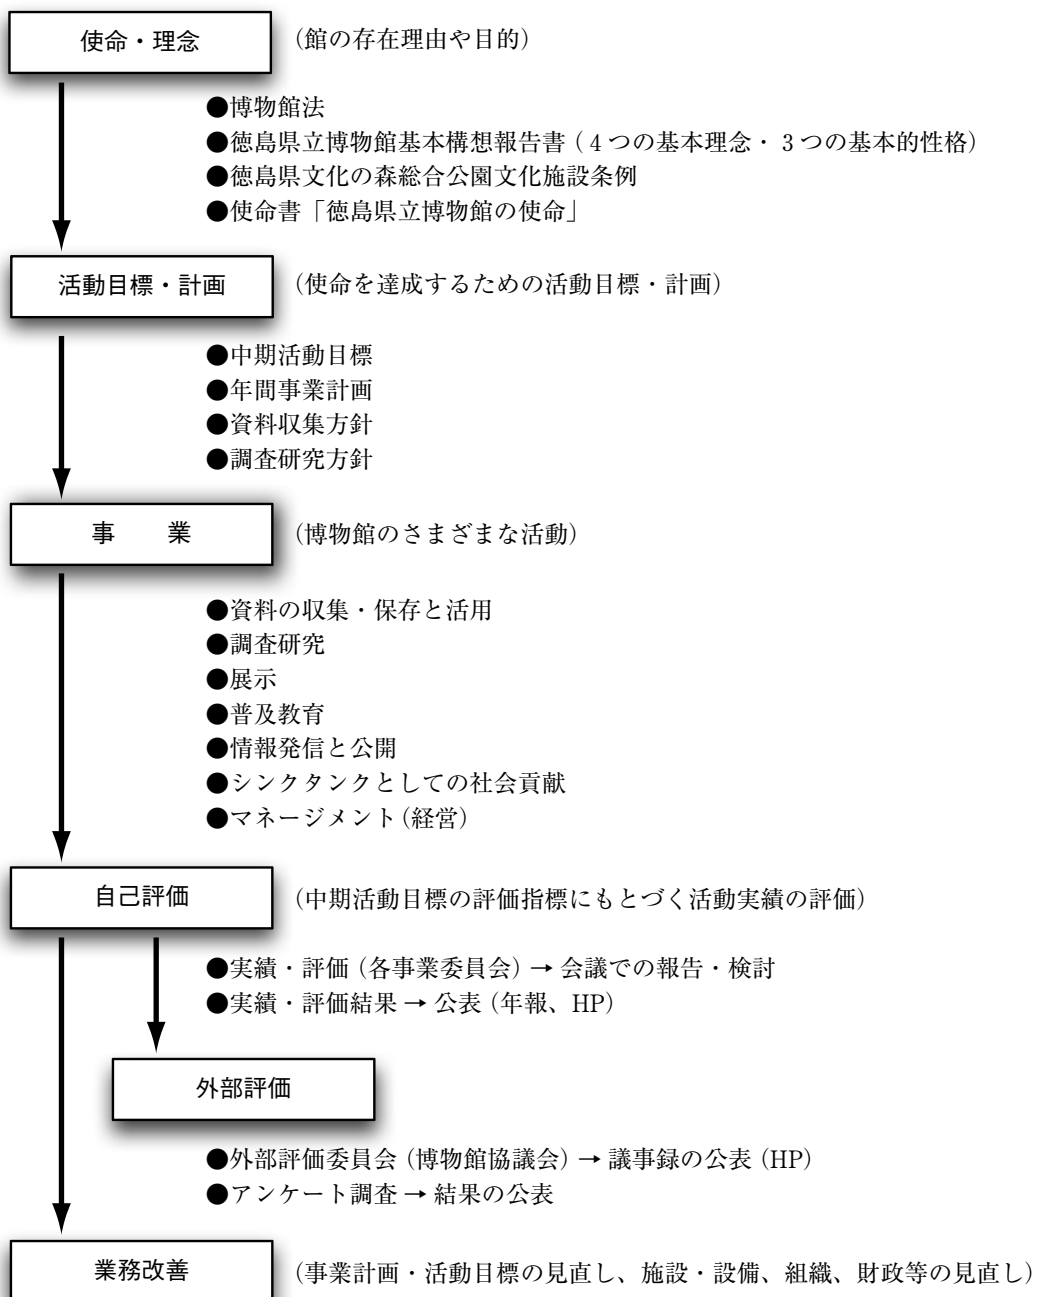 使命・理念 （館の存在理由や目的）
●博物館法
●徳島県立博物館基本構想報告書（４つの基本理念・３つの基本的性格）
●徳島県文化の森総合公園文化施設条例
●使命書「徳島県立博物館の使命」
活動目標・計画 （使命を達成するための活動目標・計画）
●中期活動目標
●年間事業計画
●資料収集方針
●調査研究方針
事　　業 （博物館のさまざまな活動）
●資料の収集・保存と活用
●調査研究
●展示
●普及教育
●情報発信と公開
●シンクタンクとしての社会貢献
●マネージメント（経営）
自己評価 （中期活動目標の評価指標にもとづく活動実績の評価）
●実績・評価（各事業委員会）→ 会議での報告・検討
●実績・評価結果 → 公表（年報、HP）
外部評価
●外部評価委員会（博物館協議会）→ 議事録の公表（HP）
●アンケート調査 → 結果の公表
業務改善 （事業計画・活動目標の見直し、施設・設備、組織、財政等の見直し）